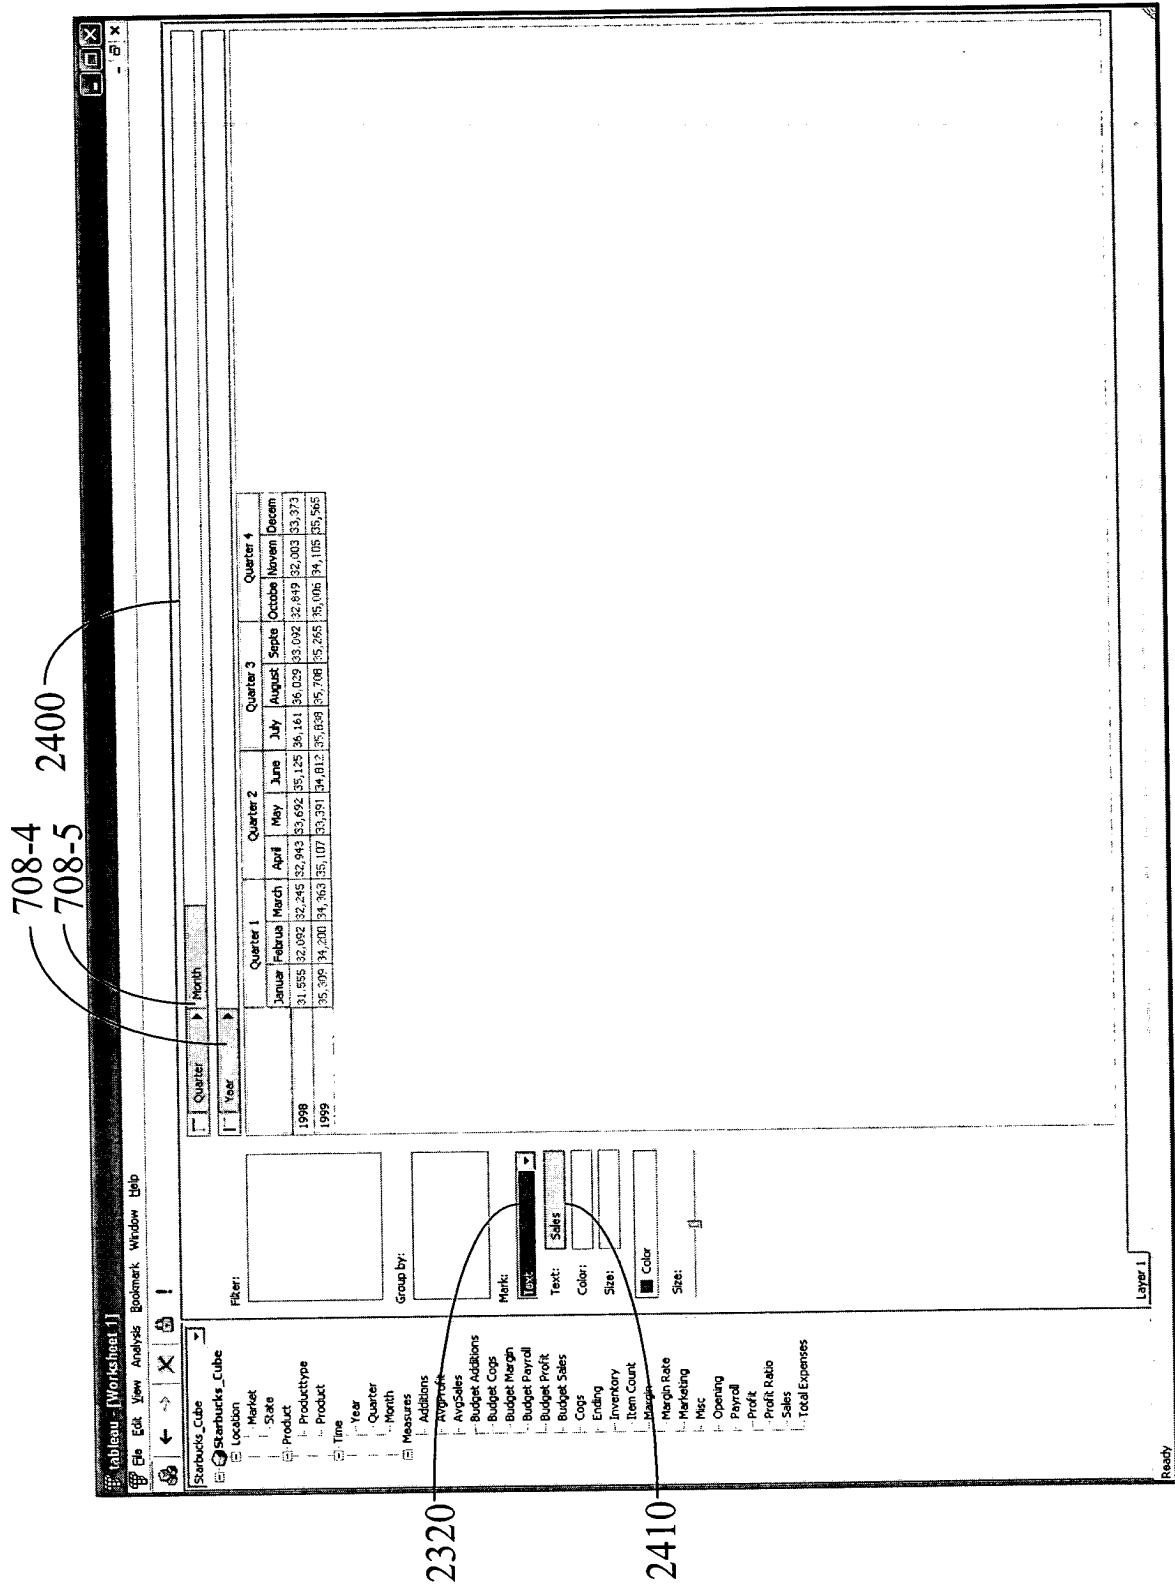 708-4
708-5
2400
tableau - [Worksheet 1]
File Edit View Analysis Bookmark Window Help
Starbucks_Cube
Starbucks_Cube
Location
Market
State
Product
Producttype
Product
Time
Year
Quarter
Month
Measures
Additions
AvgProfit
AvgSales
Budget Additions
Budget Cogs
Budget Margin
Budget Payroll
Budget Profit
Budget Sales
Cogs
Ending
Inventory
Item Count
Margin
Margin Rate
Marketing
Misc
Opening
Payroll
Profit
Profit Ratio
Sales
Total Expenses
Filter:
Group by:
Mark:
Text
Text: Sales
Color:
Size:
Color
Size:
Quarter Month
Year
Quarter 1 Quarter 2 Quarter 3 Quarter 4
Januar Februa March April May June July August Septe Octobe Novem Decem
1998 31,555 32,092 32,245 32,943 33,692 35,125 36,161 36,029 33,092 32,849 32,003 33,373
1999 35,309 34,200 34,363 35,107 33,391 34,812 35,838 35,708 35,265 35,006 34,105 35,565
Layer 1
Ready
2320
2410